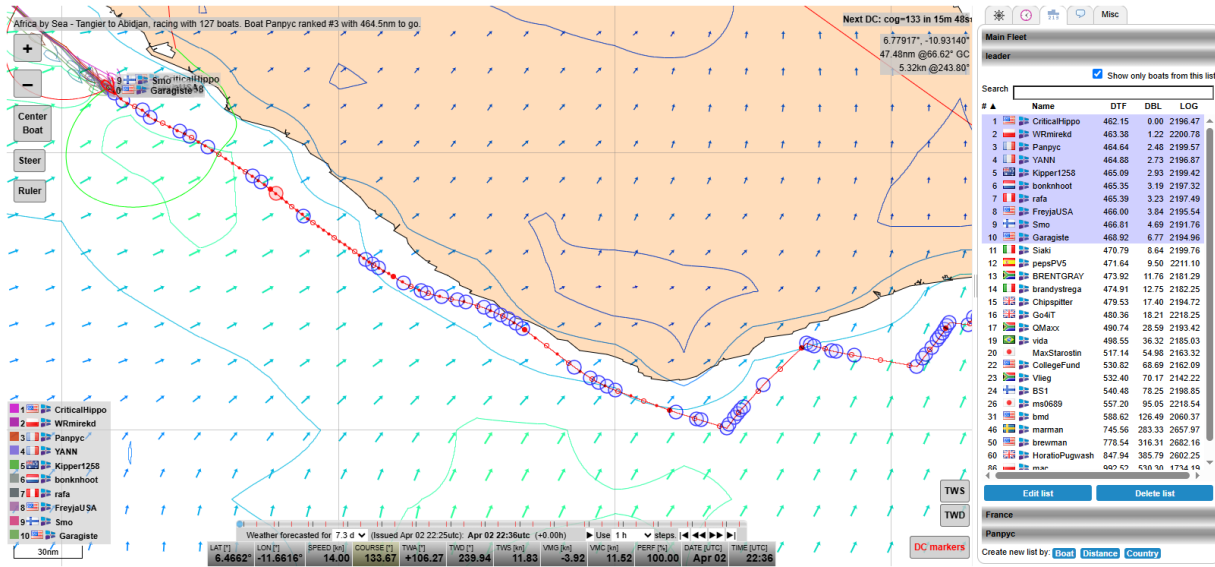 Africa by Sea - Tangier to Abidjan, racing with 127 boats. Boat Panpyc ranked #3 with 464.5nm to go.
Next DC: cog=133 in 15m 48s
6.77917°, -10.93140°
47.48nm @66.62° GC
5.32kn @243.80°
+
−
Center
Boat
Steer
Ruler
9 Smo
Garagiste
1 CriticalHippo
2 WRmirekd
3 Panpyc
4 YANN
5 Kipper1258
6 bonknhoot
7 rafa
8 FreyjaUSA
9 Smo
10 Garagiste
30nm
TWS
TWD
DC markers
Weather forecasted for 7.3 d (Issued Apr 02 22:25utc): Apr 02 22:36utc (+0.00h) Use 1 h steps.
LAT [°] LON [°] SPEED [kn] COURSE [°] TWA [°] TWD [°] TWS [kn] VMG [kn] VMC [kn] PERF [%] DATE [UTC] TIME [UTC]
6.4662° -11.6616° 14.00 133.67 +106.27 239.94 11.83 -3.92 11.52 100.00 Apr 02 22:36
Misc
Main Fleet
leader
Show only boats from this list
Search
# ▲ Name DTF DBL LOG
1 CriticalHippo 462.15 0.00 2196.47
2 WRmirekd 463.38 1.22 2200.78
3 Panpyc 464.64 2.48 2199.57
4 YANN 464.88 2.73 2196.87
5 Kipper1258 465.09 2.93 2199.42
6 bonknhoot 465.35 3.19 2197.32
7 rafa 465.39 3.23 2197.49
8 FreyjaUSA 466.00 3.84 2195.54
9 Smo 466.81 4.69 2191.76
10 Garagiste 468.92 6.77 2194.96
11 Siaki 470.79 8.64 2199.76
12 pepsPV5 471.64 9.50 2211.10
13 BRENTGRAY 473.92 11.76 2181.29
14 brandystrega 474.91 12.75 2182.25
15 Chipspitter 479.53 17.40 2194.72
16 Go4iT 480.36 18.21 2218.25
17 QMaxx 490.74 28.59 2193.42
19 vida 498.55 36.32 2185.03
20 MaxStarostin 517.14 54.98 2163.32
22 CollegeFund 530.82 68.69 2162.09
23 Vlieg 532.40 70.17 2142.22
24 BS1 540.48 78.25 2198.85
26 ms0689 557.20 95.05 2218.54
31 bmd 588.62 126.49 2060.37
46 marman 745.56 283.33 2657.97
50 brewman 778.54 316.31 2682.16
60 HoratioPugwash 847.94 385.79 2602.25
86 mac 992.52 530.30 1734.19
Edit list
Delete list
France
Panpyc
Create new list by: Boat Distance Country